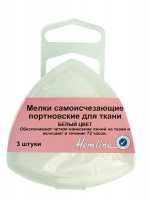 Мелки самоисчезающие
портновские для ткани
БЕЛЫЙ ЦВЕТ
Обеспечивают четкое нанесение линий на ткани и
исчезают в течение 72 часов.
3 штуки
Hemline